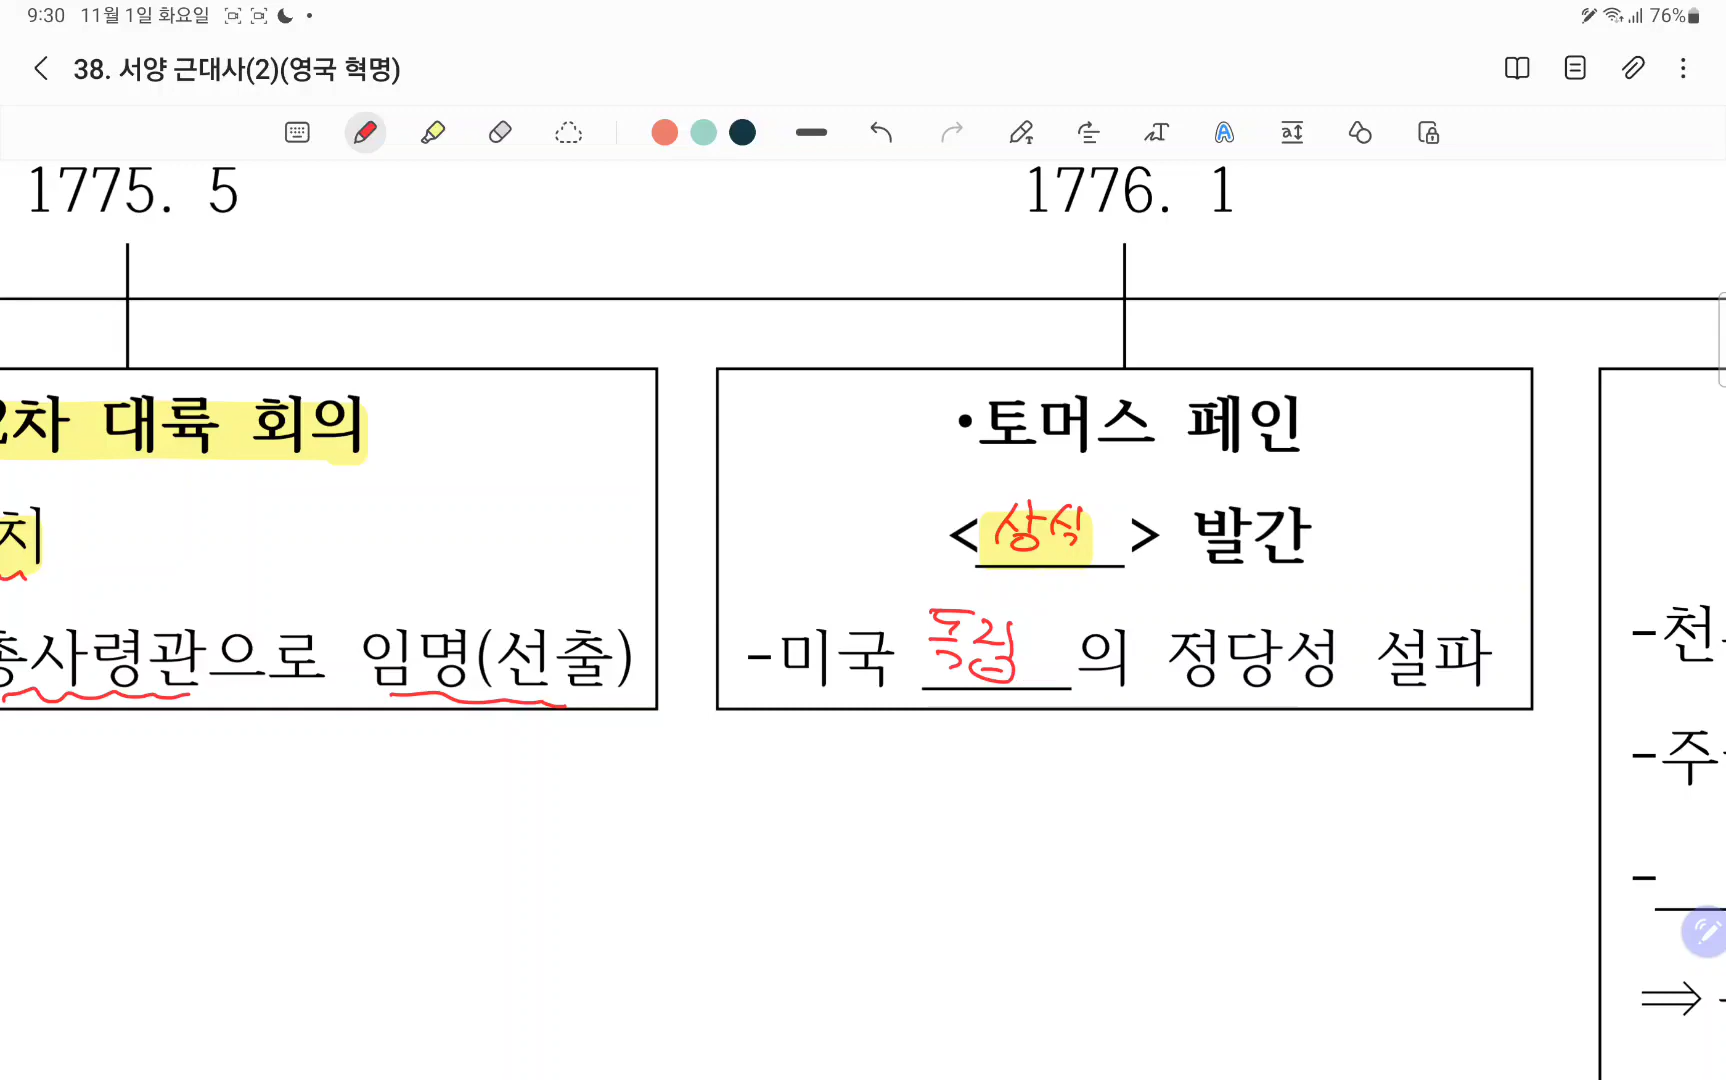 9:30 11월 1일 화요일
76%
38. 서양 근대사(2)(영국 혁명)
1775. 5
1776. 1
2차 대륙 회의
치
총사령관으로 임명(선출)
•토머스 페인
<상식> 발간
-미국 독립의 정당성 설파
-천
-주
-
⇒